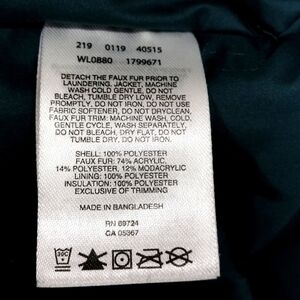 219 0119 40515
WL0880 1799671
DETACH THE FAUX FUR PRIOR TO
LAUNDERING, JACKET, MACHINE
WASH COLD GENTLE, DO NOT
BLEACH, TUMBLE DRY LOW, REMOVE
PROMPTLY, DO NOT IRON, DO NOT USE
FABRIC SOFTENER, DO NOT DRYCLEAN.
FAUX FUR TRIM: MACHINE WASH, COLD,
GENTLE CYCLE, WASH SEPARATELY.
DO NOT BLEACH, DRY FLAT, DO NOT
TUMBLE DRY, DO NOT IRON
SHELL: 100% POLYESTER
FAUX FUR: 74% ACRYLIC,
14% POLYESTER, 12% MODACRYLIC
LINING: 100% POLYESTER
INSULATION: 100% POLYESTER
EXCLUSIVE OF TRIMMING
MADE IN BANGLADESH
RN 69724
CA 05367
30C